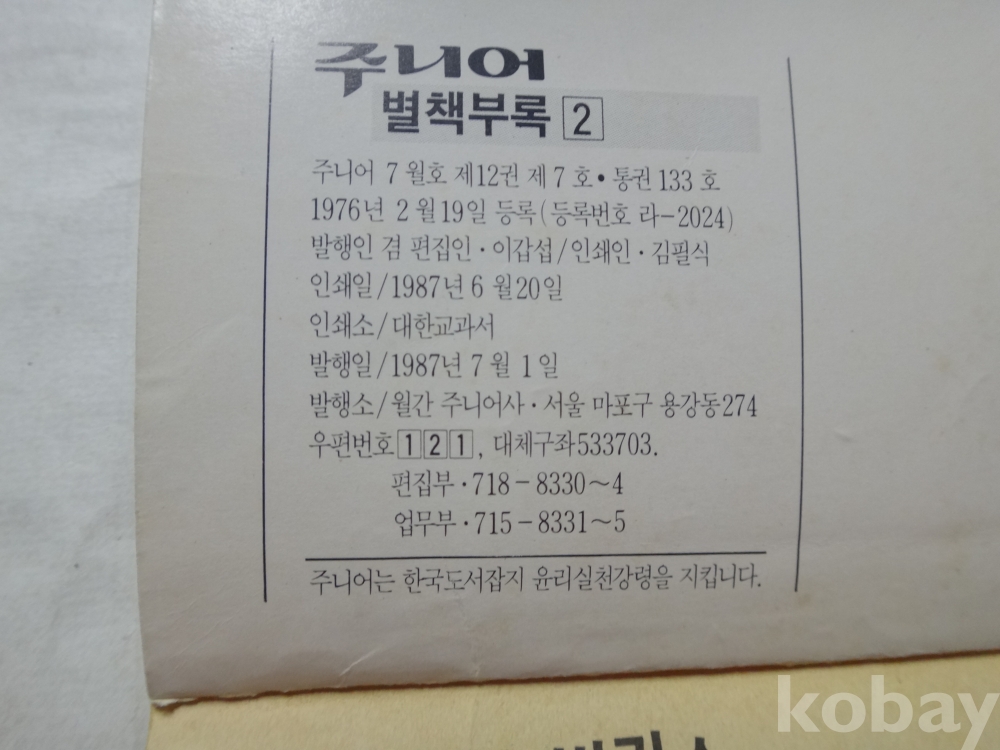 주니어
별책부록 2
주니어 7 월호 제12권 제 7 호 • 통권 133 호
1976년 2 월19일 등록 (등록번호 라-2024)
발행인 겸 편집인 · 이갑섭/인쇄인 · 김필식
인쇄일/1987년 6 월20일
인쇄소/대한교과서
발행일/1987년 7 월 1 일
발행소/월간 주니어사 · 서울 마포구 용강동274
우편번호 1 2 1, 대체구좌533703.
편집부 · 718-8330~4
업무부 · 715-8331~5
주니어는 한국도서잡지 윤리실천강령을 지킵니다.
kobay